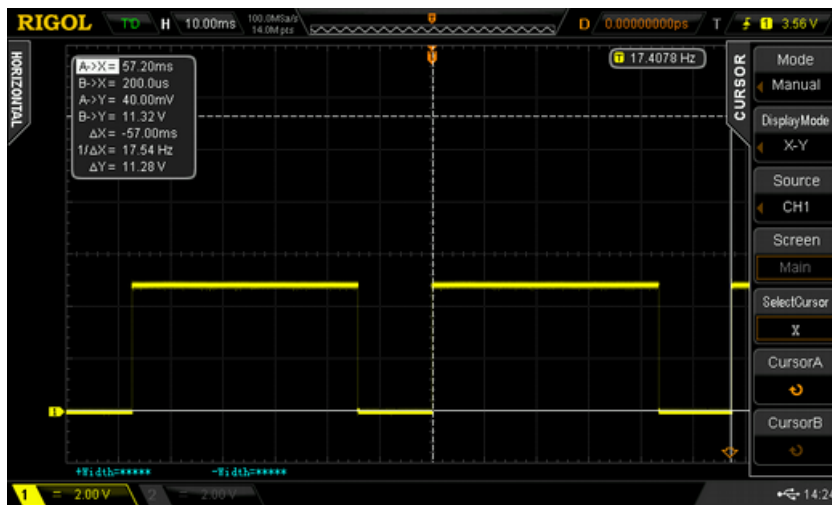 RIGOL T'D H 10.00ms 100.0MSa/s 14.0M pts D 0.00000000ps T 1 3.56 V
HORIZONTAL
A->X= 57.20ms
B->X= 200.0us
A->Y= 40.00mV
B->Y= 11.32 V
ΔX= -57.00ms
1/ΔX= 17.54 Hz
ΔY= 11.28 V
T
T 17.4078 Hz
CURSOR
Mode
Manual
DisplayMode
X-Y
Source
CH1
Screen
Main
SelectCursor
X
CursorA
CursorB
1
+Width=***** -Width=*****
1 = 2.00 V 2 = 2.00 V 14:24